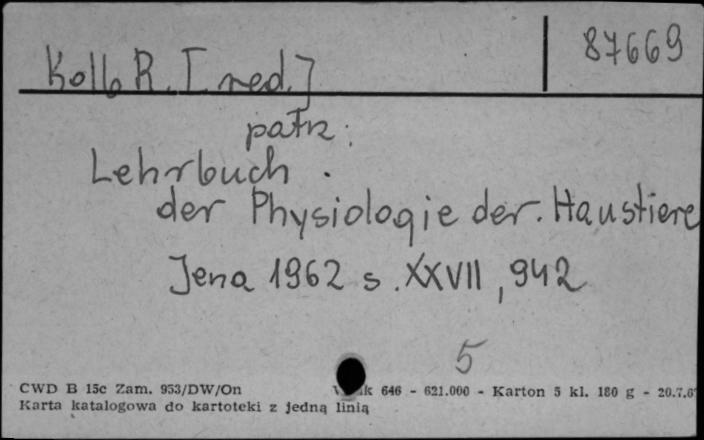 87669
Kolb R. [red.]
patrz:
Lehrbuch.
der Physiologie der. Haustiere
Jena 1962 s. XXVII, 942
5
CWD B 15c Zam. 953/DW/On 646 - 621.000 - Karton 5 kl. 180 g - 20.7.6
Karta katalogowa do kartoteki z jedną linią